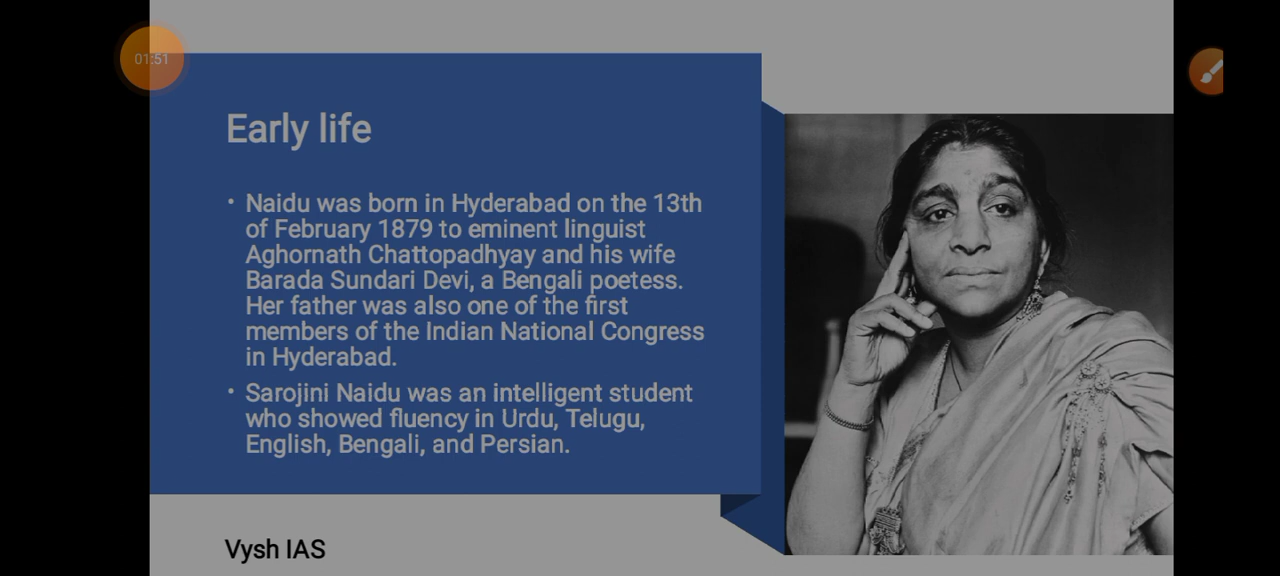 01:51
Early life
• Naidu was born in Hyderabad on the 13th
of February 1879 to eminent linguist
Aghornath Chattopadhyay and his wife
Barada Sundari Devi, a Bengali poetess.
Her father was also one of the first
members of the Indian National Congress
in Hyderabad.
• Sarojini Naidu was an intelligent student
who showed fluency in Urdu, Telugu,
English, Bengali, and Persian.
Vysh IAS